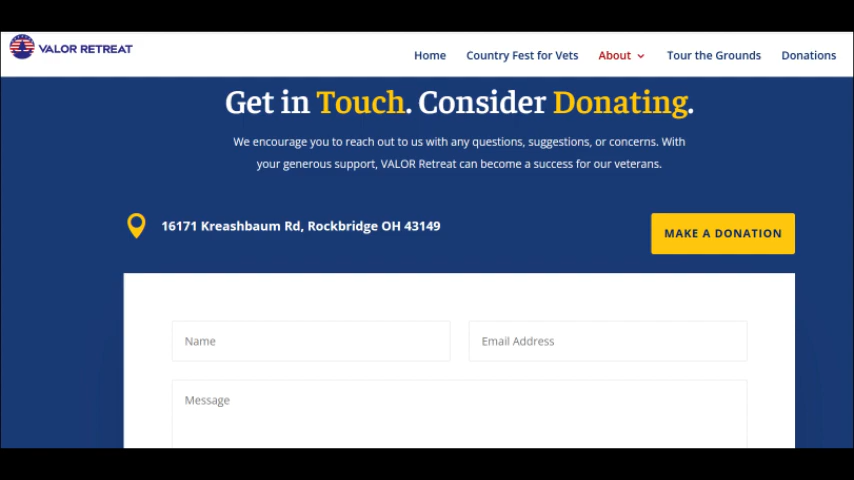 VALOR RETREAT
Home Country Fest for Vets About Tour the Grounds Donations
Get in Touch. Consider Donating.
We encourage you to reach out to us with any questions, suggestions, or concerns. With
your generous support, VALOR Retreat can become a success for our veterans.
16171 Kreashbaum Rd, Rockbridge OH 43149
MAKE A DONATION
Name Email Address
Message